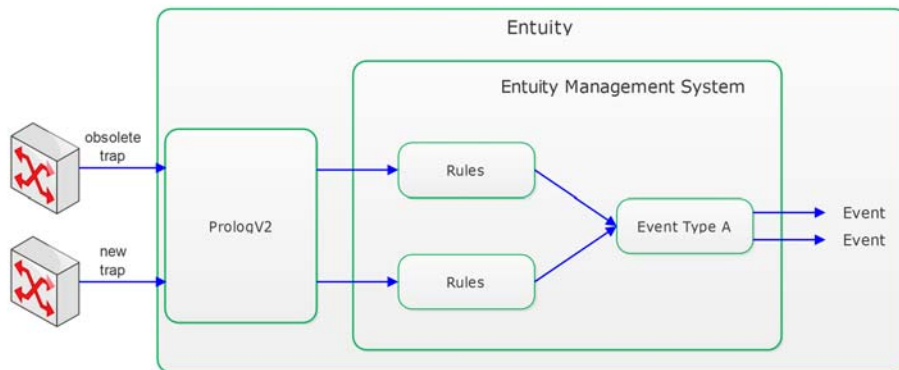 Entuity
Entuity Management System
obsolete
trap
Rules
PrologV2
Event Type A
Event
Event
new
trap
Rules